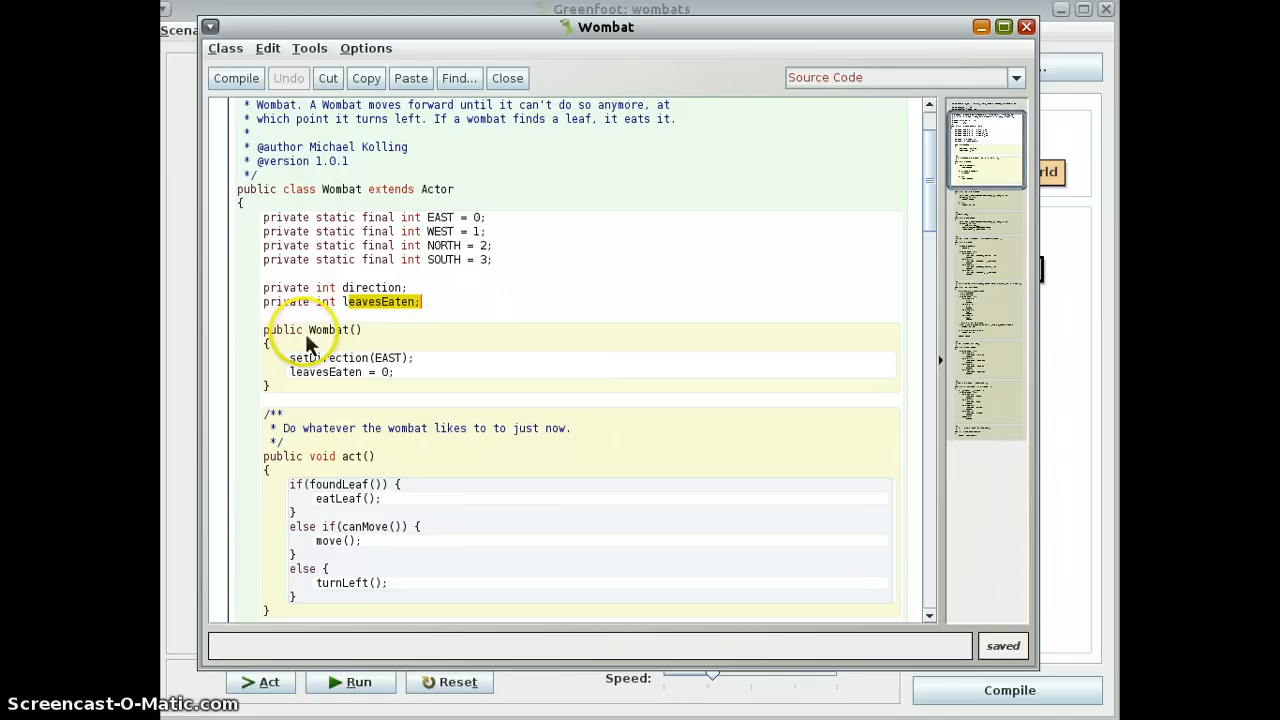 Greenfoot: wombats
Wombat
Scena
Class Edit Tools Options
Compile Undo Cut Copy Paste Find... Close Source Code
* Wombat. A Wombat moves forward until it can't do so anymore, at
* which point it turns left. If a wombat finds a leaf, it eats it.
*
* @author Michael Kolling
* @version 1.0.1
*/
public class Wombat extends Actor
{
private static final int EAST = 0;
private static final int WEST = 1;
private static final int NORTH = 2;
private static final int SOUTH = 3;
private int direction;
private int leavesEaten;
public Wombat()
{
setDirection(EAST);
leavesEaten = 0;
}
/**
* Do whatever the wombat likes to to just now.
*/
public void act()
{
if(foundLeaf()) {
eatLeaf();
}
else if(canMove()) {
move();
}
else {
turnLeft();
}
}
rld
saved
Act Run Reset Speed: Compile
Screencast-O-Matic.com